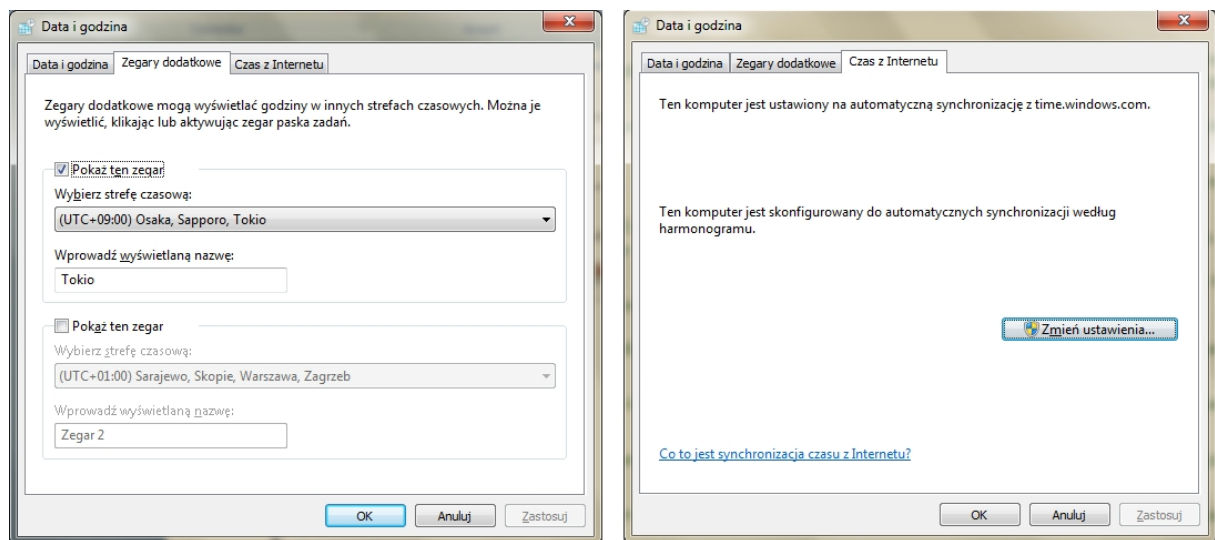 Data i godzina
Data i godzina
Zegary dodatkowe
Czas z Internetu
Zegary dodatkowe mogą wyświetlać godziny w innych strefach czasowych. Można je
wyświetlić, klikając lub aktywując zegar paska zadań.
Pokaż ten zegar
Wybierz strefę czasową:
(UTC+09:00) Osaka, Sapporo, Tokio
Wprowadź wyświetlaną nazwę:
Tokio
Pokaż ten zegar
Wybierz strefę czasową:
(UTC+01:00) Sarajewo, Skopie, Warszawa, Zagrzeb
Wprowadź wyświetlaną nazwę:
Zegar 2
OK
Anuluj
Zastosuj
Data i godzina
Data i godzina
Zegary dodatkowe
Czas z Internetu
Ten komputer jest ustawiony na automatyczną synchronizację z time.windows.com.
Ten komputer jest skonfigurowany do automatycznych synchronizacji według
harmonogramu.
Zmień ustawienia...
Co to jest synchronizacja czasu z Internetu?
OK
Anuluj
Zastosuj